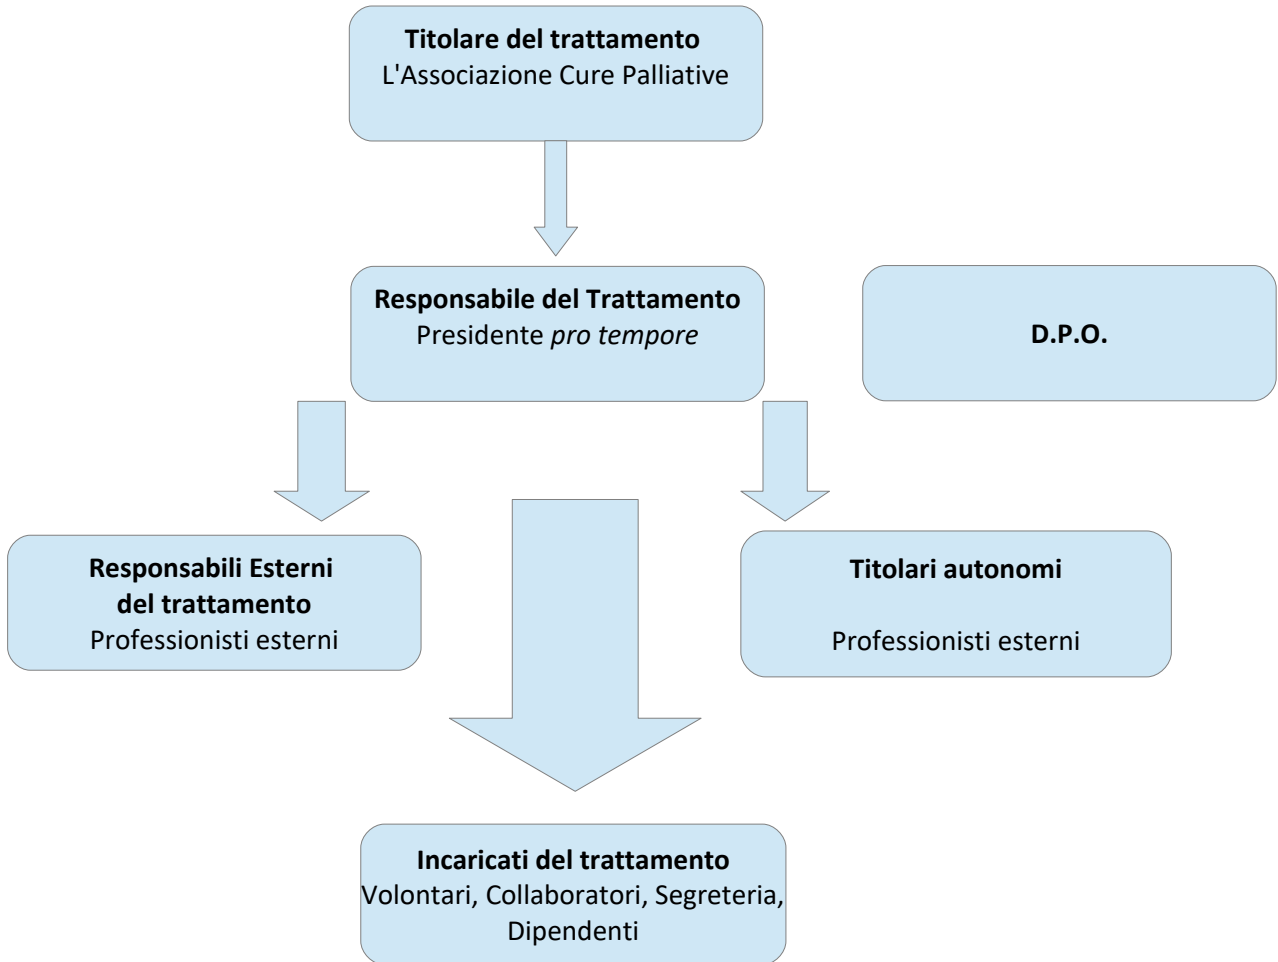 Titolare del trattamento
L'Associazione Cure Palliative
Responsabile del Trattamento
Presidente pro tempore
D.P.O.
Responsabili Esterni
del trattamento
Professionisti esterni
Titolari autonomi
Professionisti esterni
Incaricati del trattamento
Volontari, Collaboratori, Segreteria,
Dipendenti